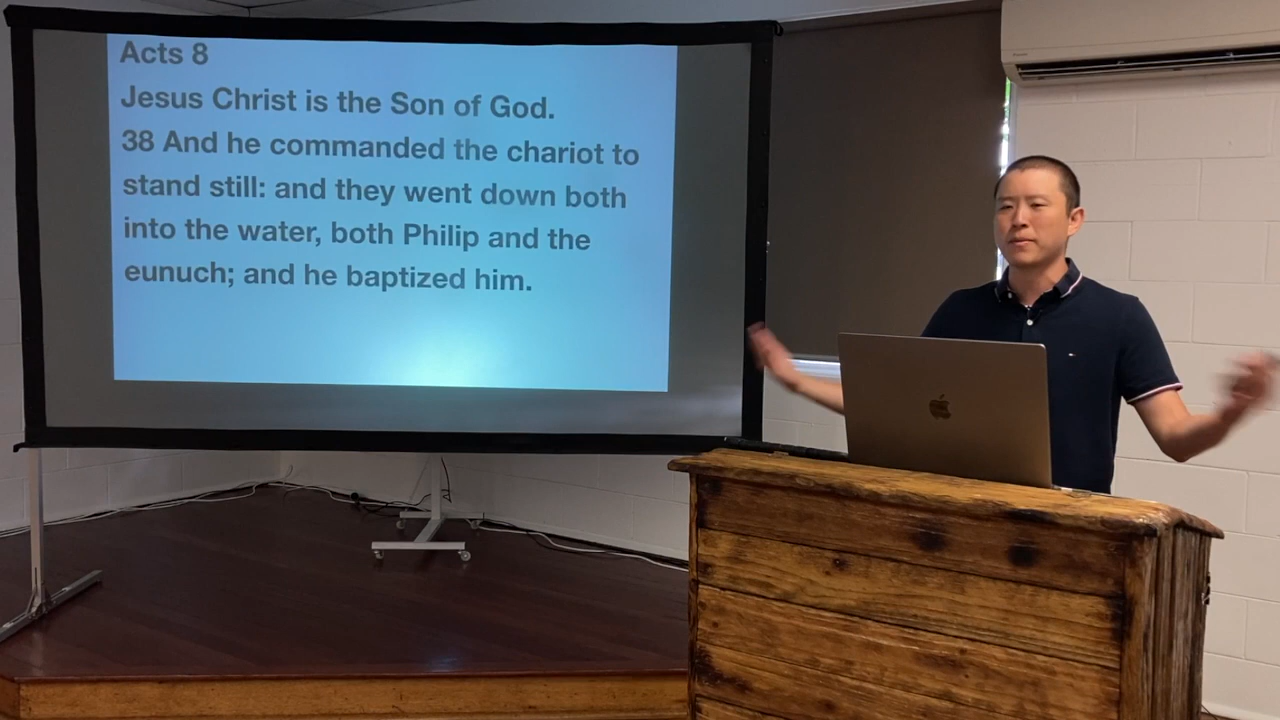 Acts 8
Jesus Christ is the Son of God.
38 And he commanded the chariot to
stand still: and they went down both
into the water, both Philip and the
eunuch; and he baptized him.